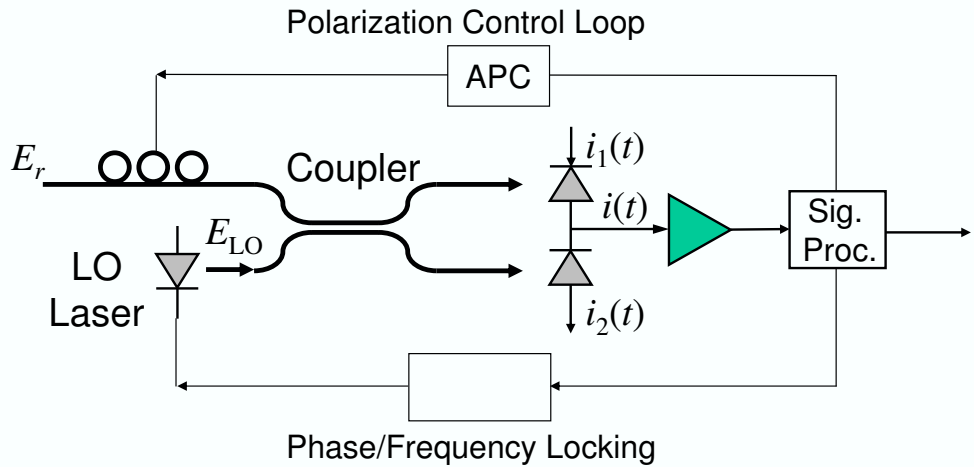 Polarization Control Loop
APC
E_r
Coupler
i_1(t)
i(t)
Sig.
Proc.
E_LO
LO
Laser
i_2(t)
Phase/Frequency Locking